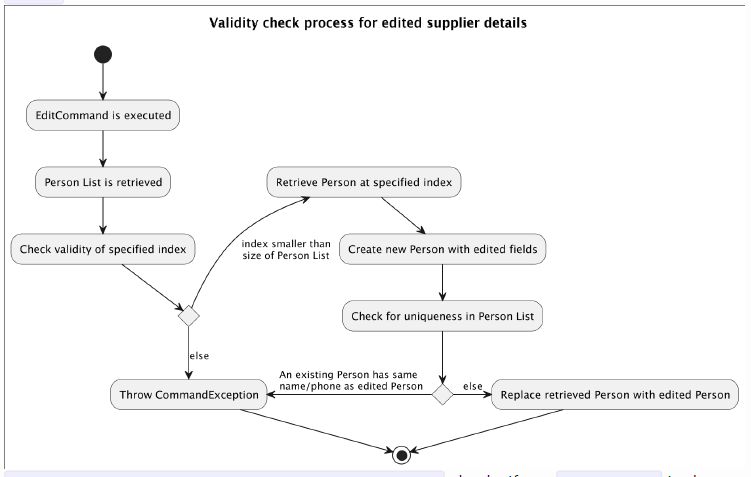 Validity check process for edited supplier details
EditCommand is executed
Person List is retrieved
Check validity of specified index
Retrieve Person at specified index
index smaller than
size of Person List
Create new Person with edited fields
Check for uniqueness in Person List
else
Throw CommandException
An existing Person has same
name/phone as edited Person
else
Replace retrieved Person with edited Person